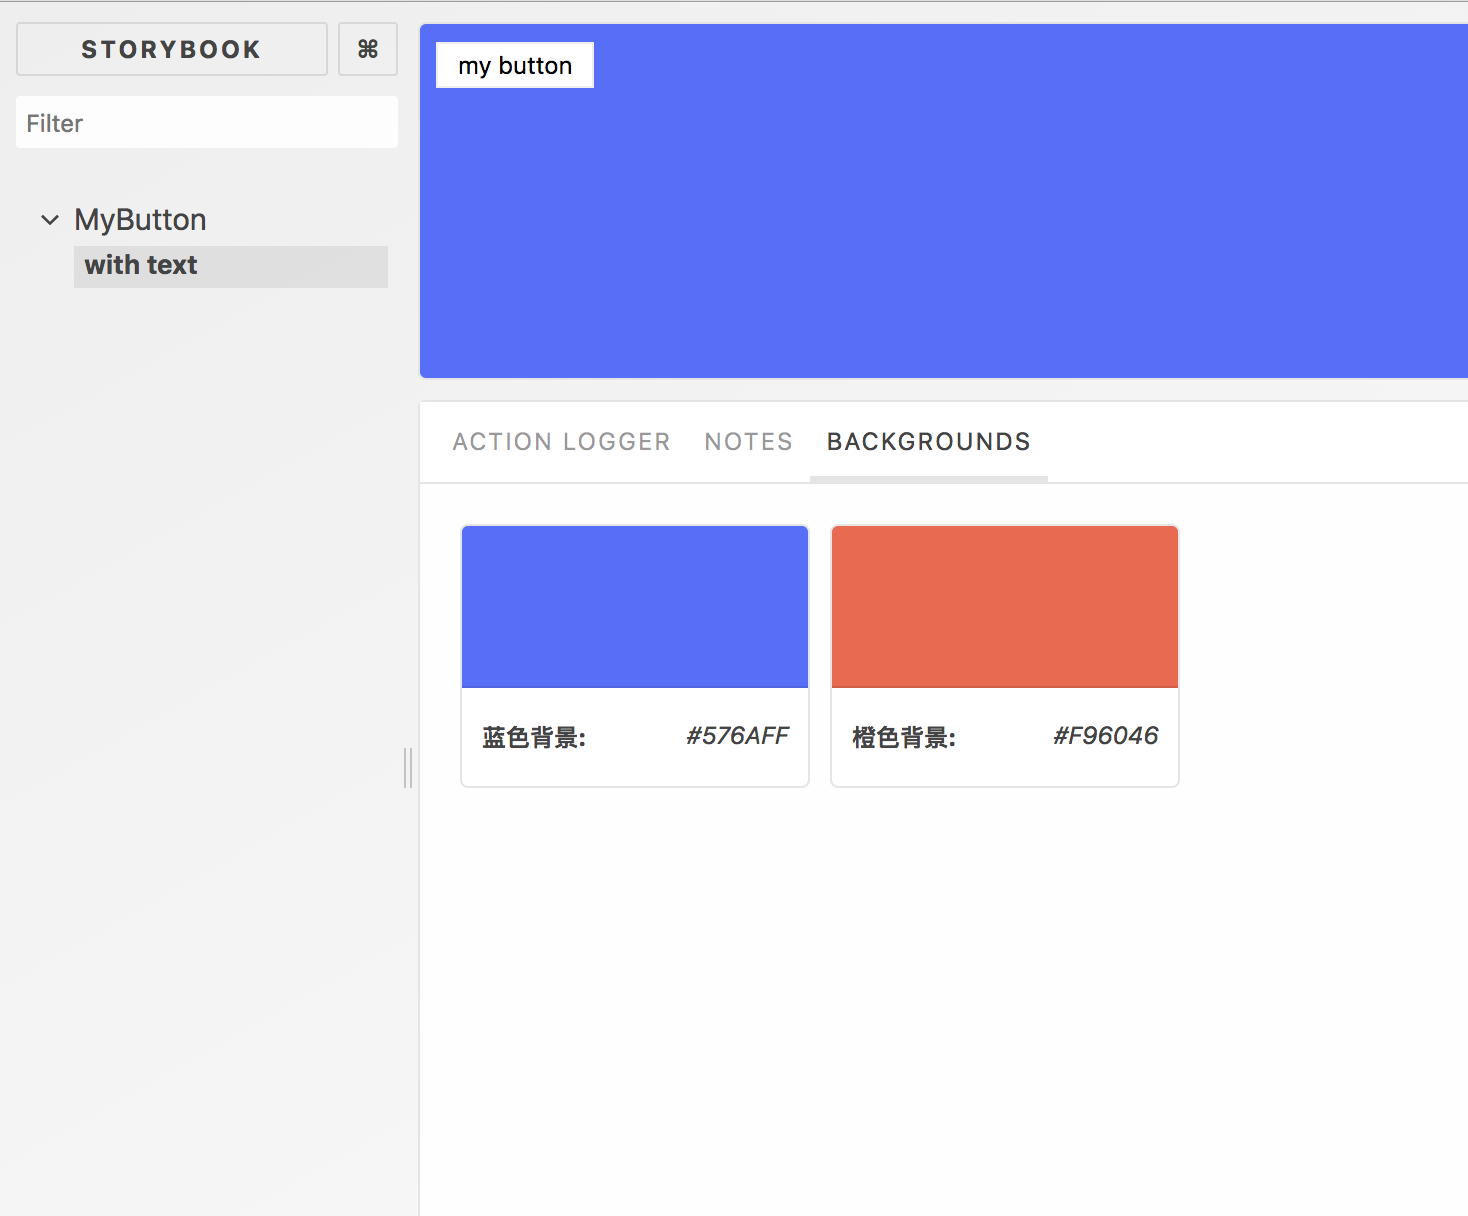 STORYBOOK
⌘
Filter
MyButton
with text
my button
ACTION LOGGER
NOTES
BACKGROUNDS
蓝色背景: #576AFF
橙色背景: #F96046